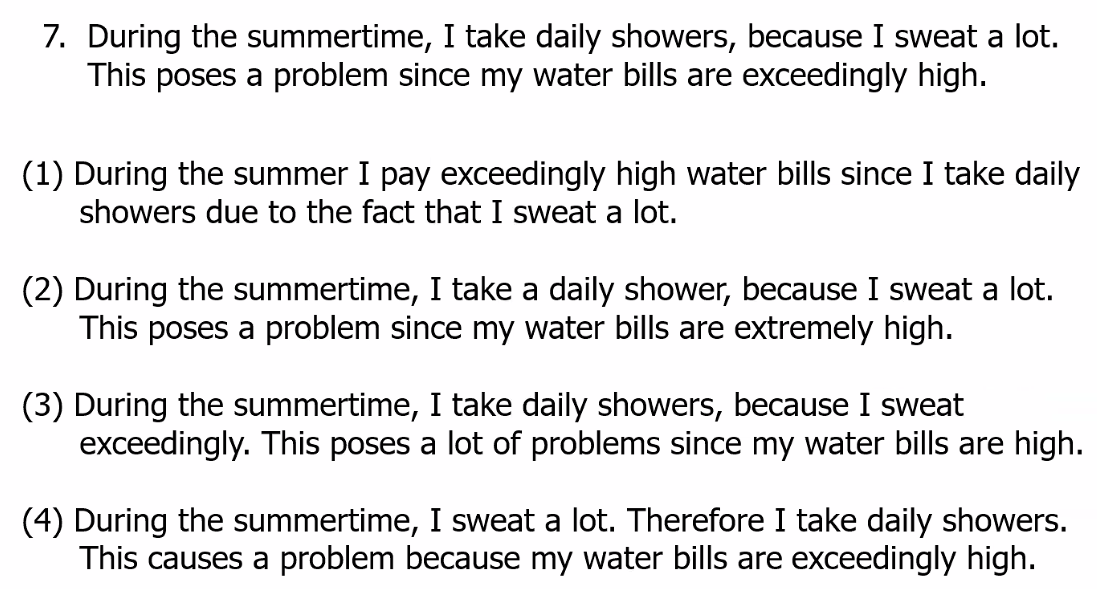 7. During the summertime, I take daily showers, because I sweat a lot.
This poses a problem since my water bills are exceedingly high.
(1) During the summer I pay exceedingly high water bills since I take daily
showers due to the fact that I sweat a lot.
(2) During the summertime, I take a daily shower, because I sweat a lot.
This poses a problem since my water bills are extremely high.
(3) During the summertime, I take daily showers, because I sweat
exceedingly. This poses a lot of problems since my water bills are high.
(4) During the summertime, I sweat a lot. Therefore I take daily showers.
This causes a problem because my water bills are exceedingly high.